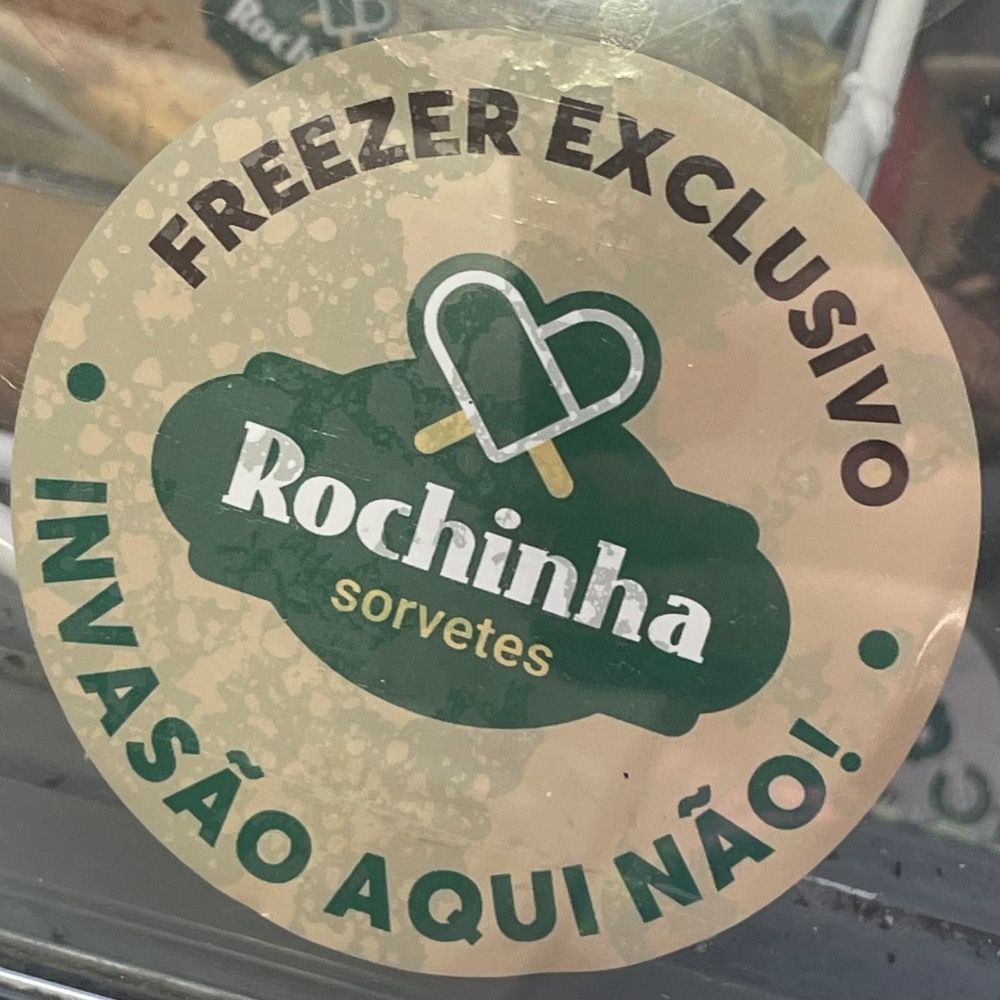 FREEZER EXCLUSIVO
Rochinha
sorvetes
INVASÃO AQUI NÃO!